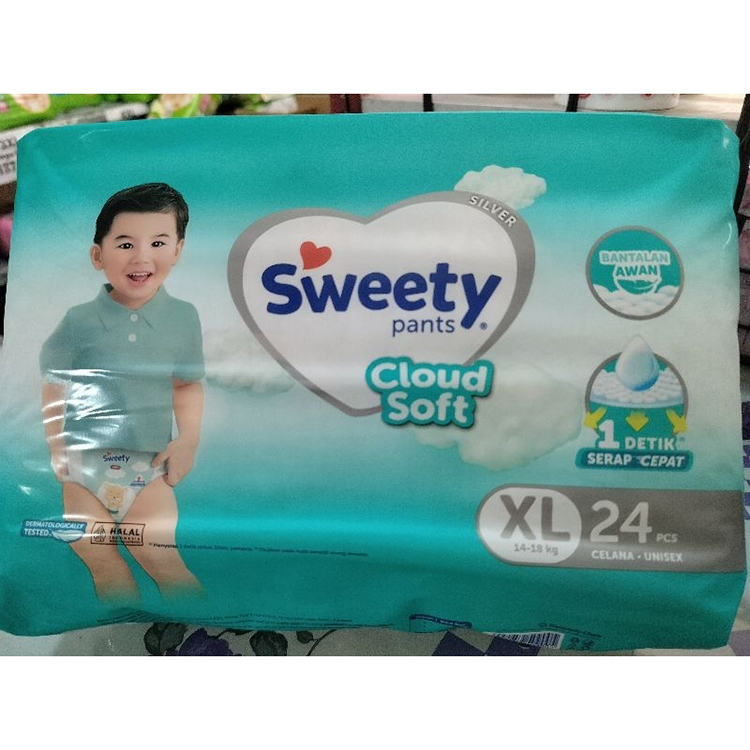 SILVER
Sweety
pants
Cloud
Soft
BANTALAN
AWAN
1 DETIK
SERAP CEPAT
XL
14-18 kg
24 PCS
CELANA • UNISEX
Sweety
DERMATOLOGICALLY
TESTED
HALAL
INDONESIA